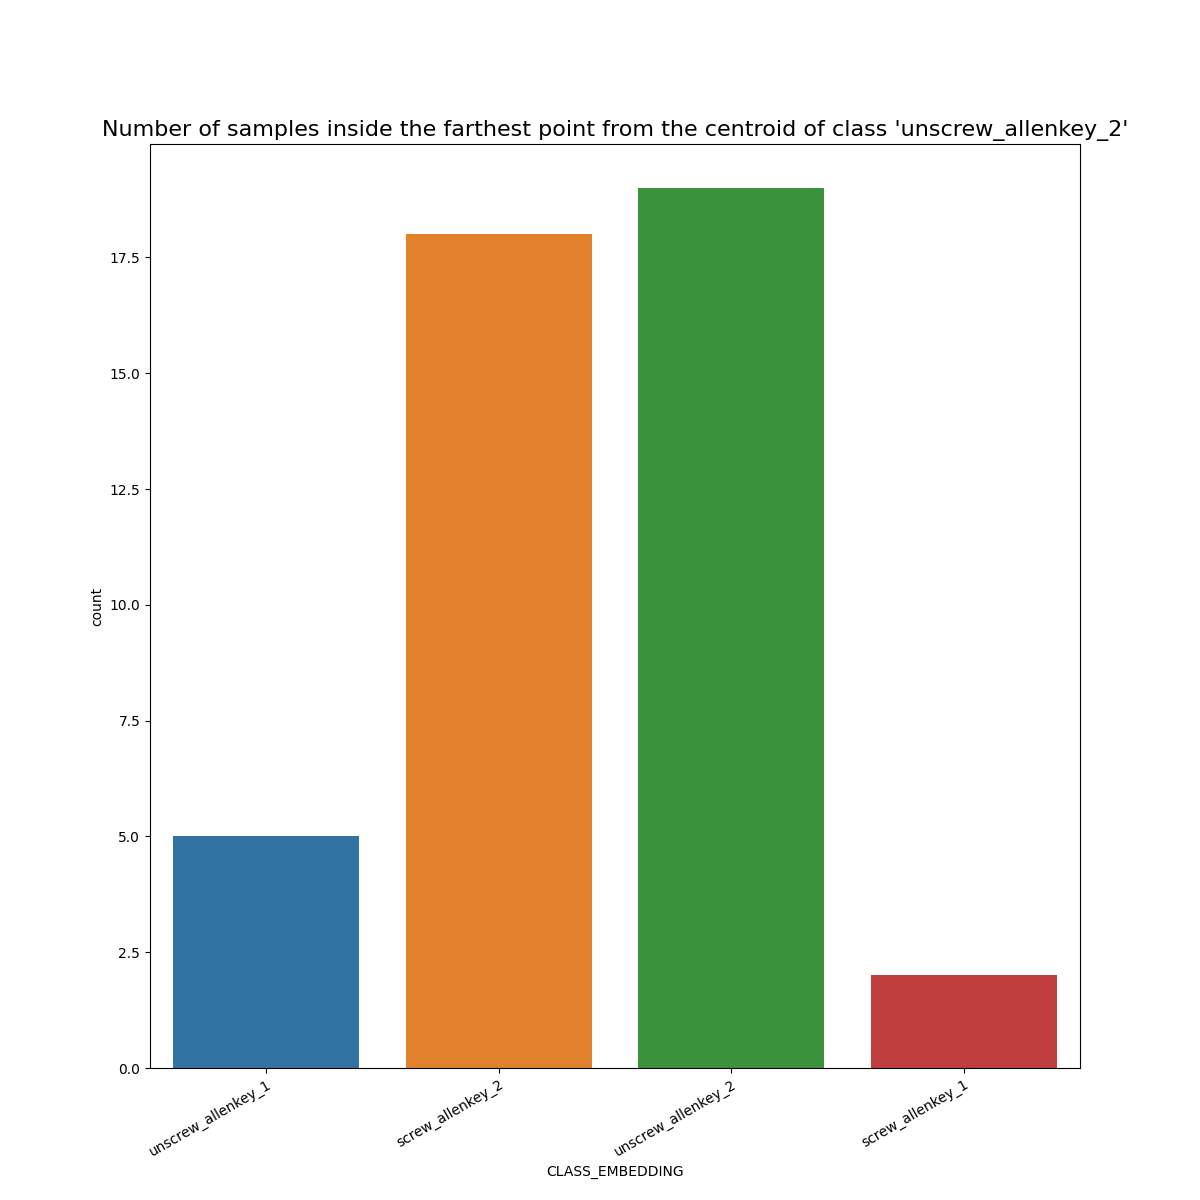 Number of samples inside the farthest point from the centroid of class 'unscrew_allenkey_2'
17.5
15.0
12.5
10.0
7.5
5.0
2.5
0.0
count
unscrew_allenkey_1
screw_allenkey_2
unscrew_allenkey_2
screw_allenkey_1
CLASS_EMBEDDING